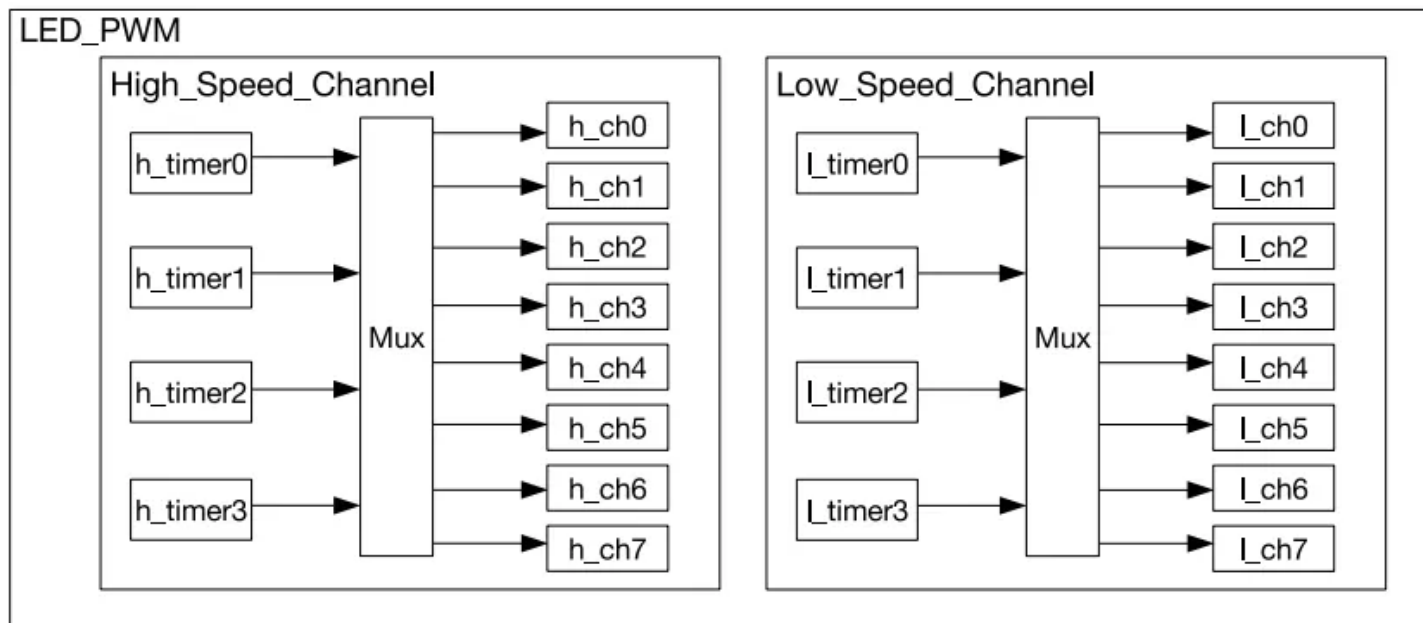 LED_PWM
High_Speed_Channel
h_timer0
h_timer1
h_timer2
h_timer3
Mux
h_ch0
h_ch1
h_ch2
h_ch3
h_ch4
h_ch5
h_ch6
h_ch7
Low_Speed_Channel
l_timer0
l_timer1
l_timer2
l_timer3
Mux
l_ch0
l_ch1
l_ch2
l_ch3
l_ch4
l_ch5
l_ch6
l_ch7